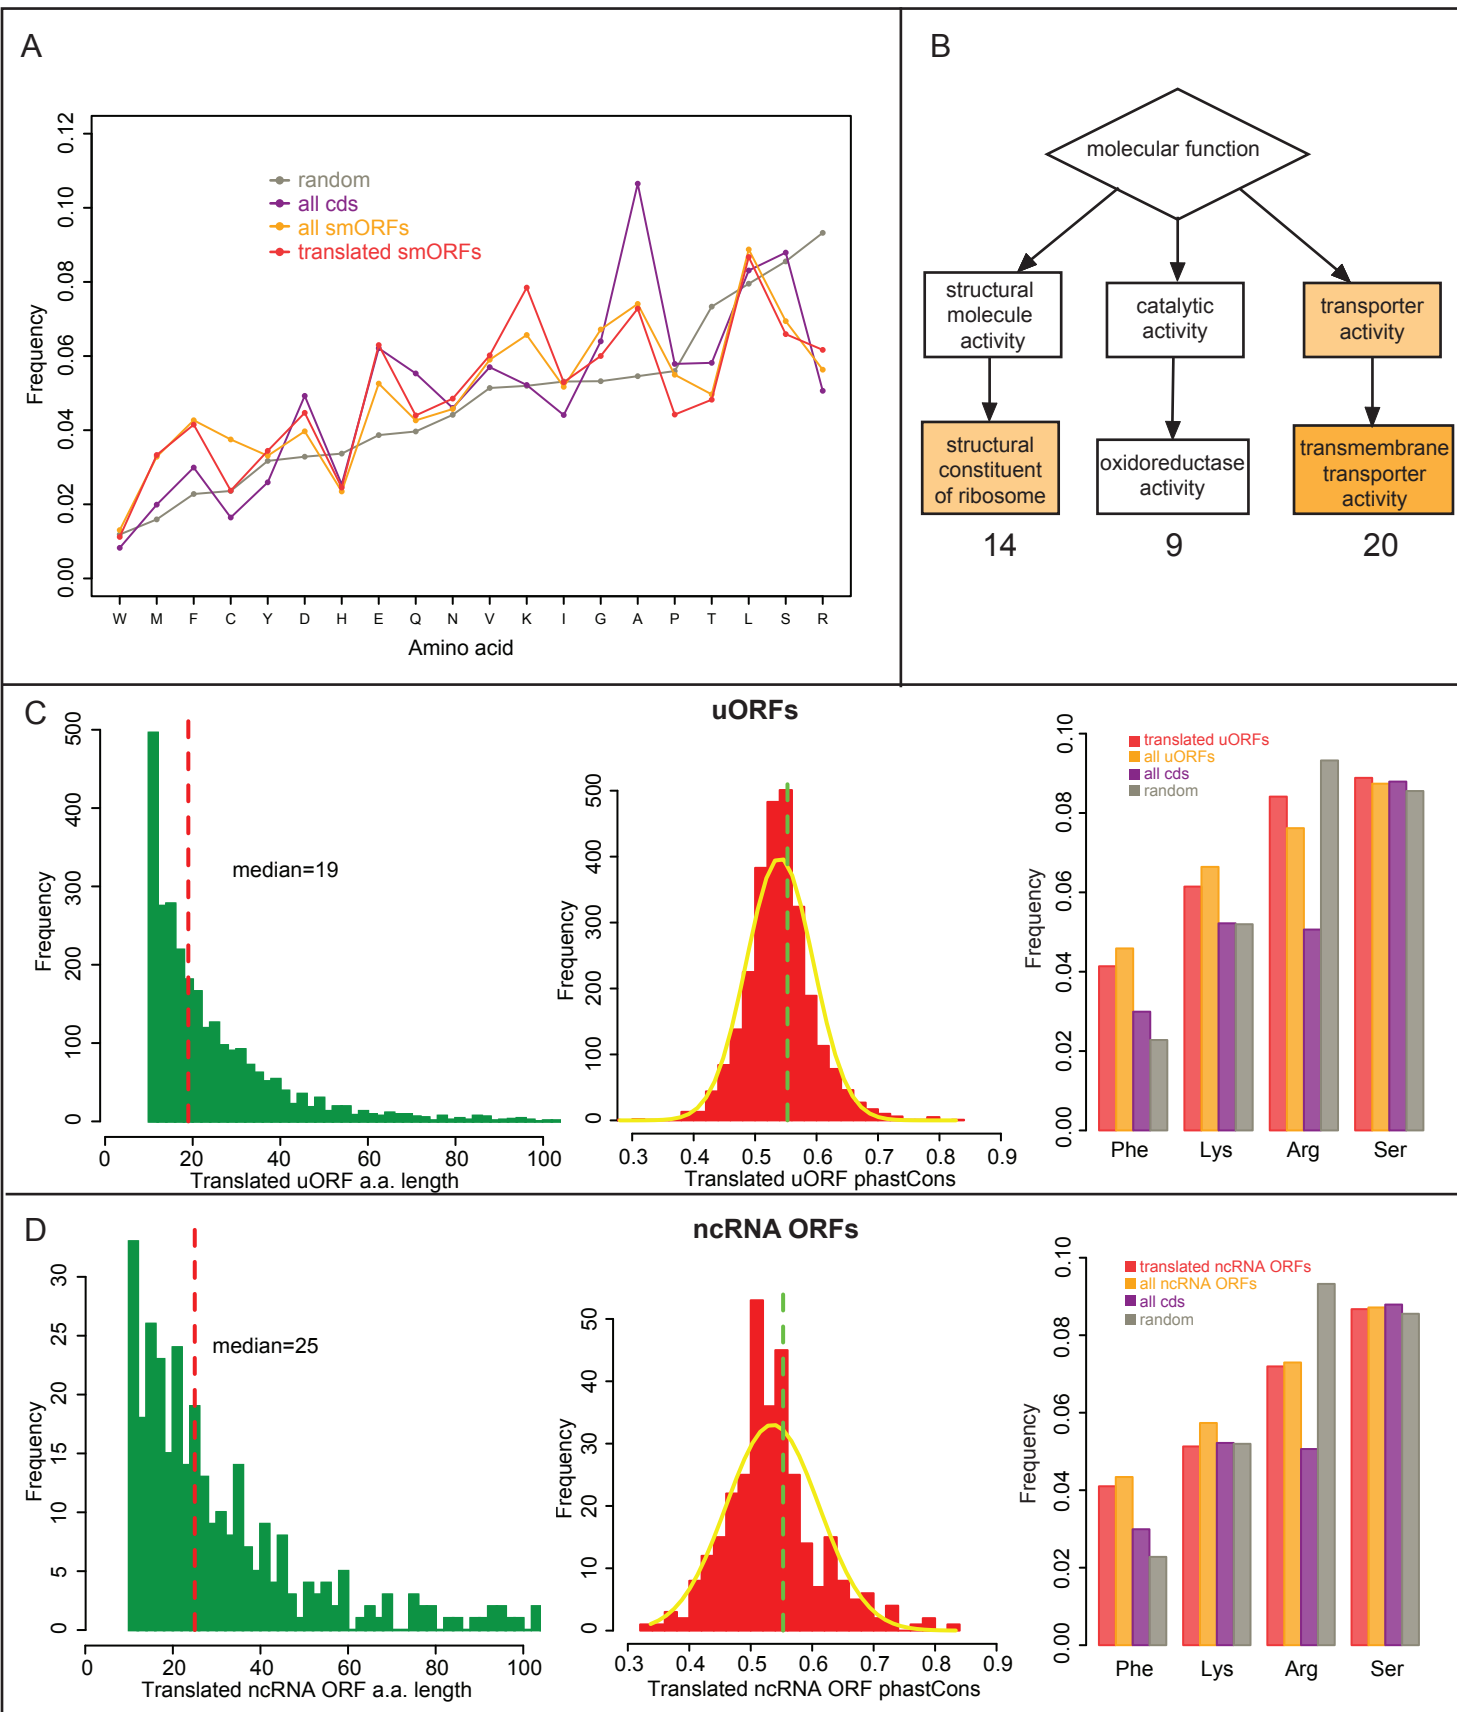 A
0.12
0.10
0.08
0.06
0.04
0.02
0.00
Frequency
random
all cds
all smORFs
translated smORFs
W M F C Y D H E Q N V K I G A P T L S R
Amino acid
B
molecular function
structural
molecule
activity
catalytic
activity
transporter
activity
structural
constituent
of ribosome
oxidoreductase
activity
transmembrane
transporter
activity
14
9
20
C
uORFs
500
400
300
200
100
0
Frequency
median=19
0 20 40 60 80 100
Translated uORF a.a. length
500
400
300
200
100
0
Frequency
0.3 0.4 0.5 0.6 0.7 0.8 0.9
Translated uORF phastCons
0.10
0.08
0.06
0.04
0.02
0.00
Frequency
translated uORFs
all uORFs
all cds
random
Phe Lys Arg Ser
D
ncRNA ORFs
30
25
20
15
10
5
0
Frequency
median=25
0 20 40 60 80 100
Translated ncRNA ORF a.a. length
50
40
30
20
10
0
Frequency
0.3 0.4 0.5 0.6 0.7 0.8 0.9
Translated ncRNA ORF phastCons
0.10
0.08
0.06
0.04
0.02
0.00
Frequency
translated ncRNA ORFs
all ncRNA ORFs
all cds
random
Phe Lys Arg Ser